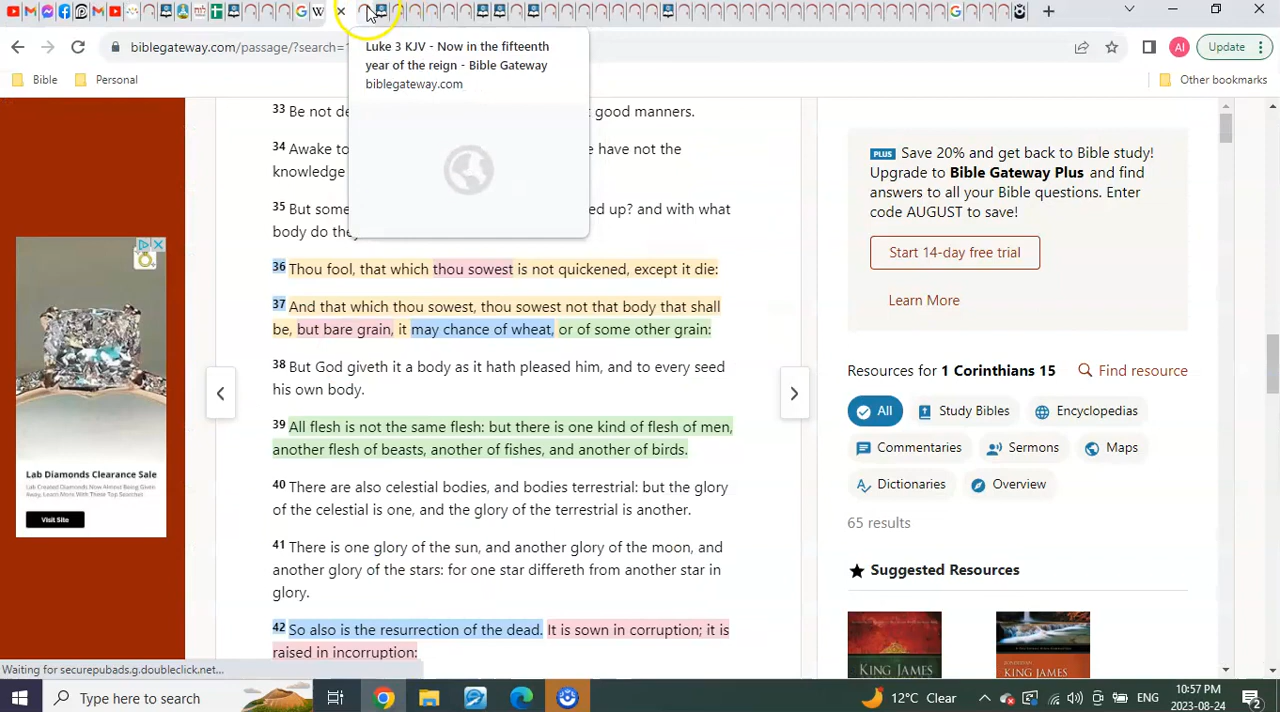 biblegateway.com/passage/?search=1
AI
Update
Luke 3 KJV - Now in the fifteenth
year of the reign - Bible Gateway
biblegateway.com
Bible
Personal
Other bookmarks
33 Be not de
good manners.
34 Awake to
e have not the
knowledge
35 But some
ed up? and with what
body do they
36 Thou fool, that which thou sowest is not quickened, except it die:
37 And that which thou sowest, thou sowest not that body that shall
be, but bare grain, it may chance of wheat, or of some other grain:
38 But God giveth it a body as it hath pleased him, and to every seed
his own body.
39 All flesh is not the same flesh: but there is one kind of flesh of men,
another flesh of beasts, another of fishes, and another of birds.
40 There are also celestial bodies, and bodies terrestrial: but the glory
of the celestial is one, and the glory of the terrestrial is another.
41 There is one glory of the sun, and another glory of the moon, and
another glory of the stars: for one star differeth from another star in
glory.
42 So also is the resurrection of the dead. It is sown in corruption; it is
raised in incorruption:
Lab Diamonds Clearance Sale
Visit Site
PLUS Save 20% and get back to Bible study!
Upgrade to Bible Gateway Plus and find
answers to all your Bible questions. Enter
code AUGUST to save!
Start 14-day free trial
Learn More
Resources for 1 Corinthians 15
Find resource
All
Study Bibles
Encyclopedias
Commentaries
Sermons
Maps
Dictionaries
Overview
65 results
Suggested Resources
KING JAMES
KING JAMES
Waiting for securepubads.g.doubleclick.net...
Type here to search
12°C Clear
ENG
10:57 PM
2023-08-24
2